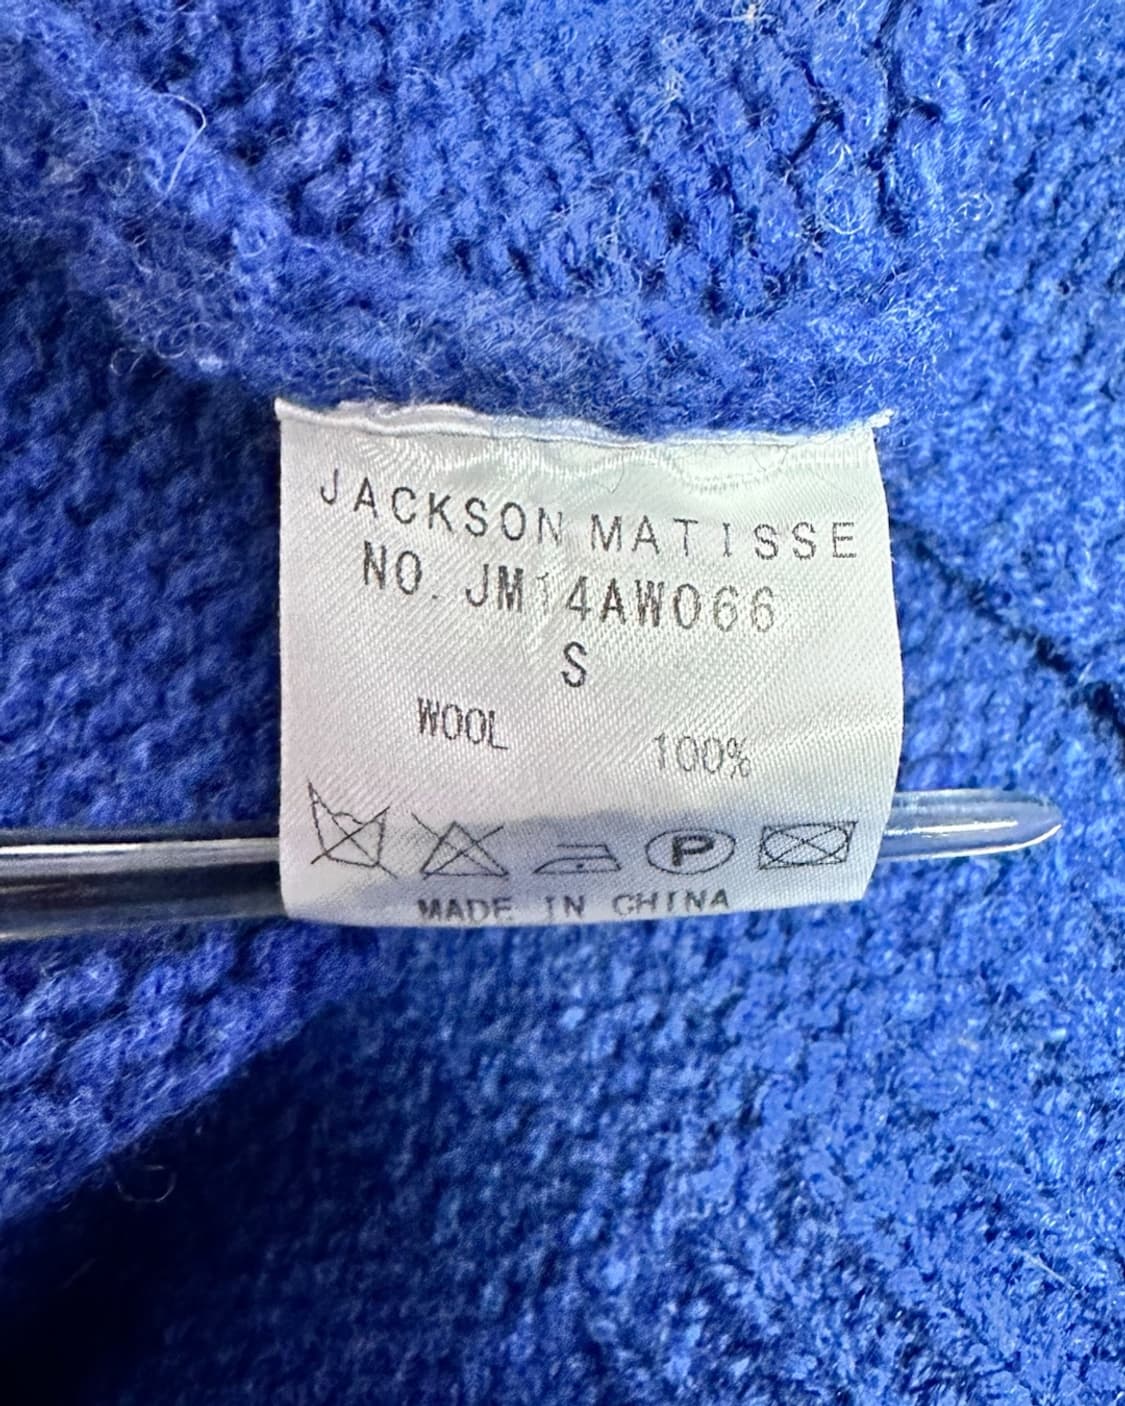 JACKSON MATISSE
NO. JM14AW066
S
WOOL 100%
P
MADE IN CHINA